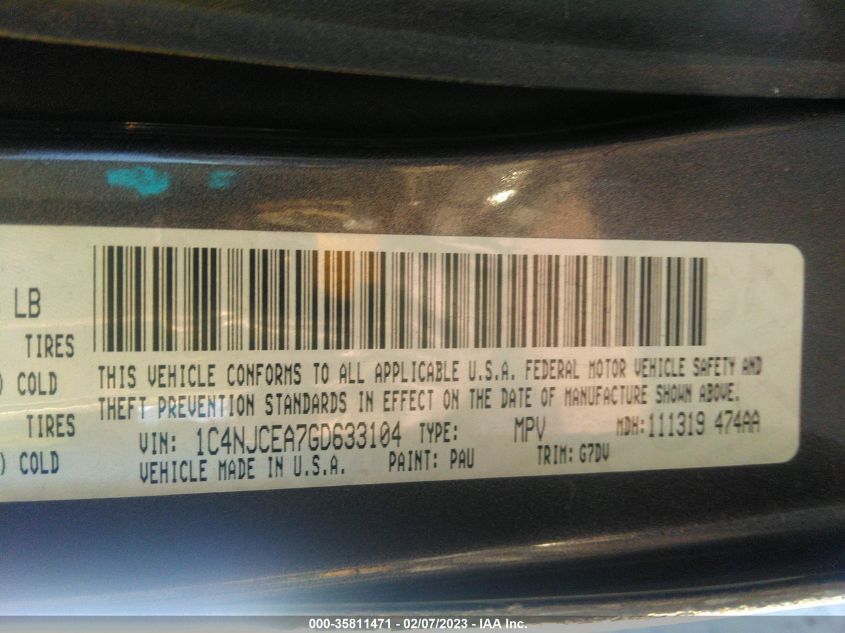 LB
TIRES
) COLD
TIRES
) COLD
THIS VEHICLE CONFORMS TO ALL APPLICABLE U.S.A. FEDERAL MOTOR VEHICLE SAFETY AND
THEFT PREVENTION STANDARDS IN EFFECT ON THE DATE OF MANUFACTURE SHOWN ABOVE.
VIN: 1C4NJCEA7GD633104 TYPE: MPV MDH:111319 474AA
VEHICLE MADE IN U.S.A. PAINT: PAU TRIM: G7DV
000-35811471 - 02/07/2023 - IAA Inc.